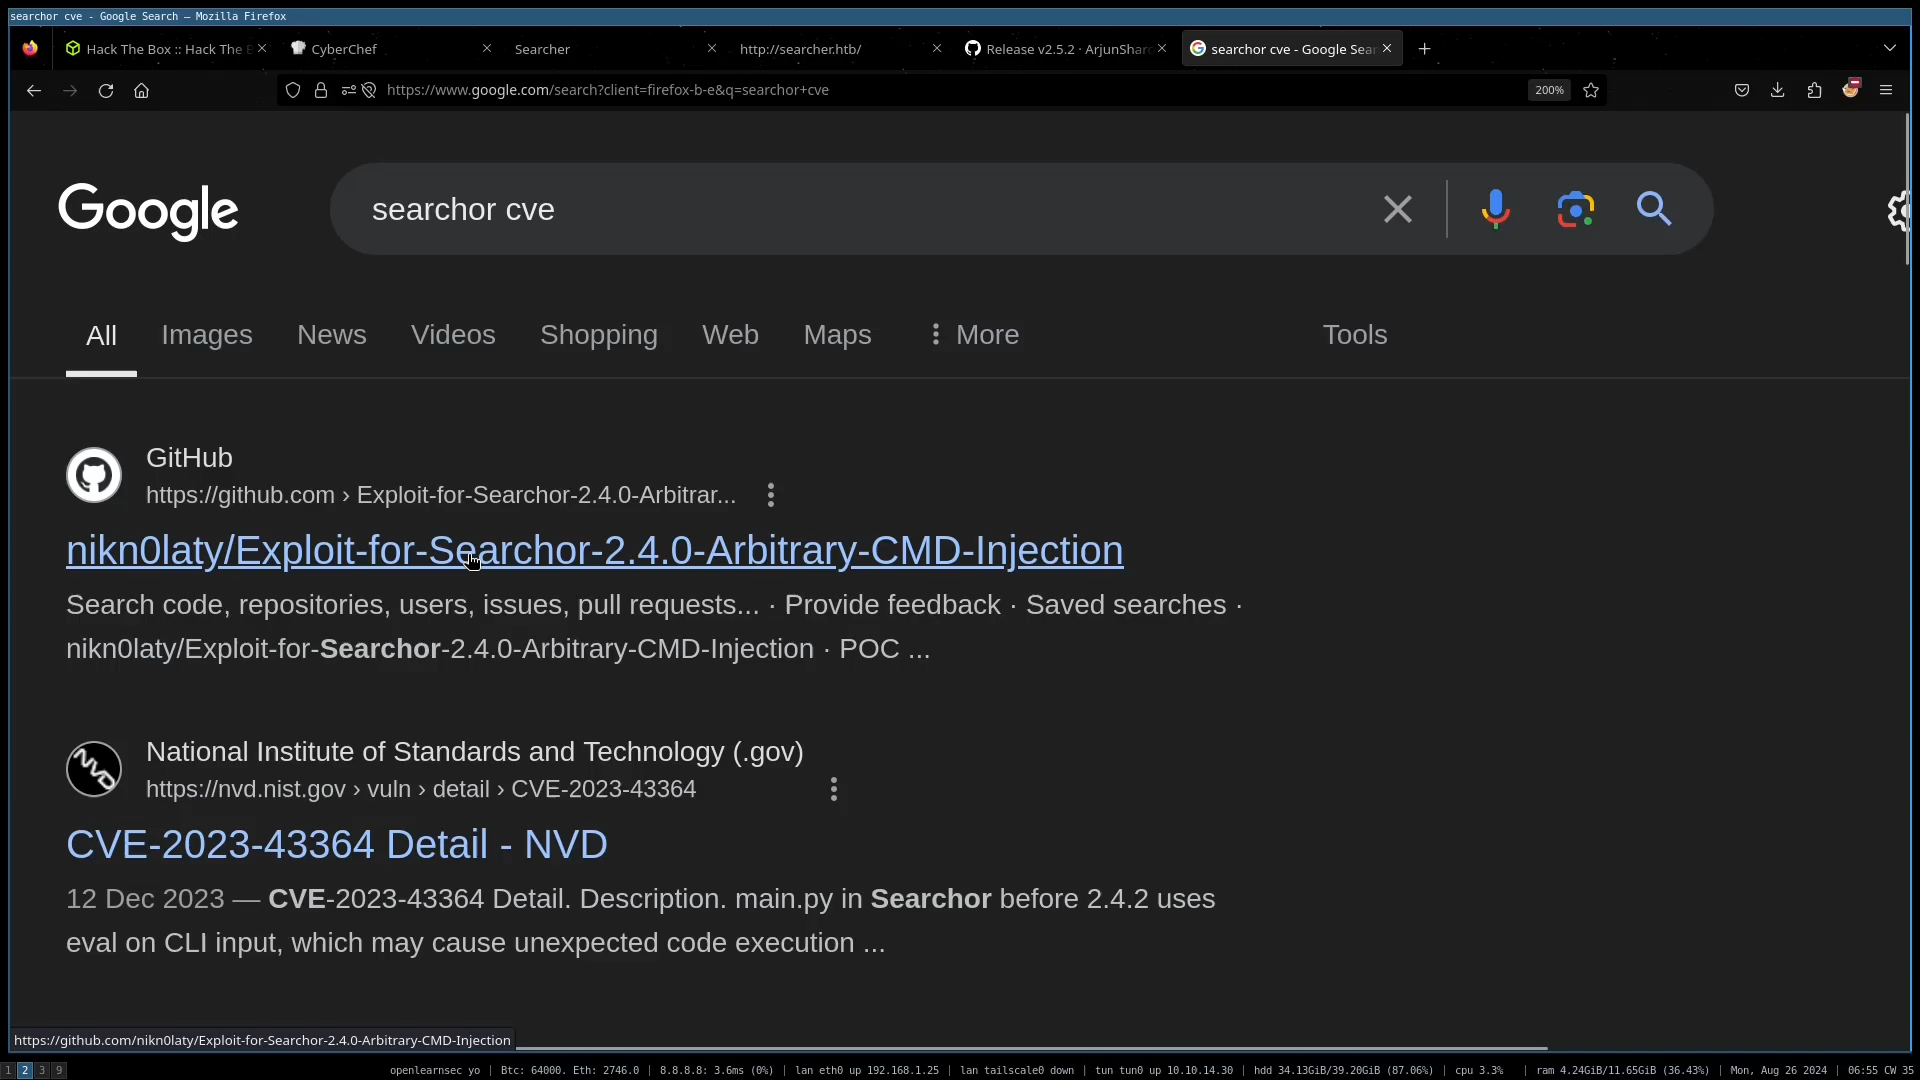 searchor cve - Google Search — Mozilla Firefox
Hack The Box :: Hack The B
CyberChef
Searcher
http://searcher.htb/
Release v2.5.2 · ArjunShar
searchor cve - Google Sear
https://www.google.com/search?client=firefox-b-e&q=searchor+cve
200%
Google
searchor cve
All
Images
News
Videos
Shopping
Web
Maps
More
Tools
GitHub
https://github.com › Exploit-for-Searchor-2.4.0-Arbitrar...
nikn0laty/Exploit-for-Searchor-2.4.0-Arbitrary-CMD-Injection
Search code, repositories, users, issues, pull requests... · Provide feedback · Saved searches ·
nikn0laty/Exploit-for-Searchor-2.4.0-Arbitrary-CMD-Injection · POC ...
NVD
National Institute of Standards and Technology (.gov)
https://nvd.nist.gov › vuln › detail › CVE-2023-43364
CVE-2023-43364 Detail - NVD
12 Dec 2023 — CVE-2023-43364 Detail. Description. main.py in Searchor before 2.4.2 uses
eval on CLI input, which may cause unexpected code execution ...
https://github.com/nikn0laty/Exploit-for-Searchor-2.4.0-Arbitrary-CMD-Injection
1 2 3 9
openlearnsec yo | Btc: 64000. Eth: 2746.0 | 8.8.8.8: 3.6ms (0%) | lan eth0 up 192.168.1.25 | lan tailscale0 down | tun tun0 up 10.10.14.30 | hdd 34.13GiB/39.20GiB (87.06%) | cpu 3.3% | ram 4.24GiB/11.65GiB (36.43%) | Mon, Aug 26 2024 | 06:55 CW 35